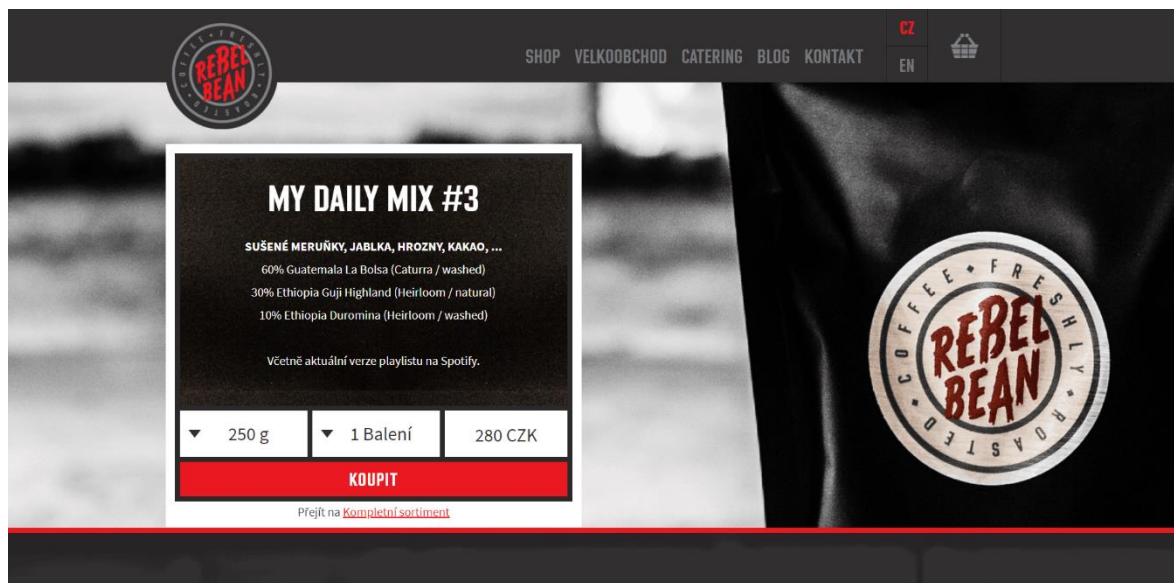 COFFEE • FRESHLY • ROASTED
REBEL
BEAN
SHOP VELKOOBCHOD CATERING BLOG KONTAKT
CZ
EN
MY DAILY MIX #3
SUŠENÉ MERUŇKY, JABLKA, HROZNY, KAKAO, ...
60% Guatemala La Bolsa (Caturra / washed)
30% Ethiopia Guji Highland (Heirloom / natural)
10% Ethiopia Duromina (Heirloom / washed)
Včetně aktuální verze playlistu na Spotify.
250 g
1 Balení
280 CZK
KOUPIT
Přejít na Kompletní sortiment
COFFEE • FRESHLY • ROASTED
REBEL
BEAN